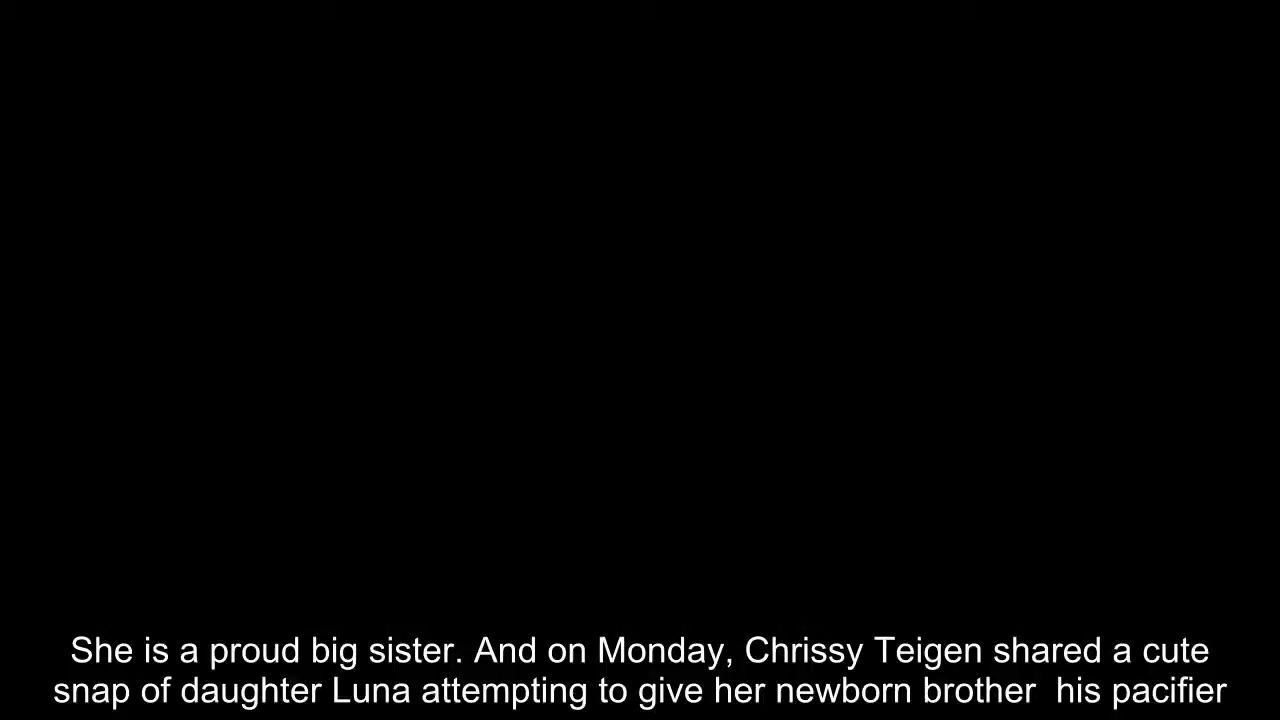 She is a proud big sister. And on Monday, Chrissy Teigen shared a cute
snap of daughter Luna attempting to give her newborn brother  his pacifier